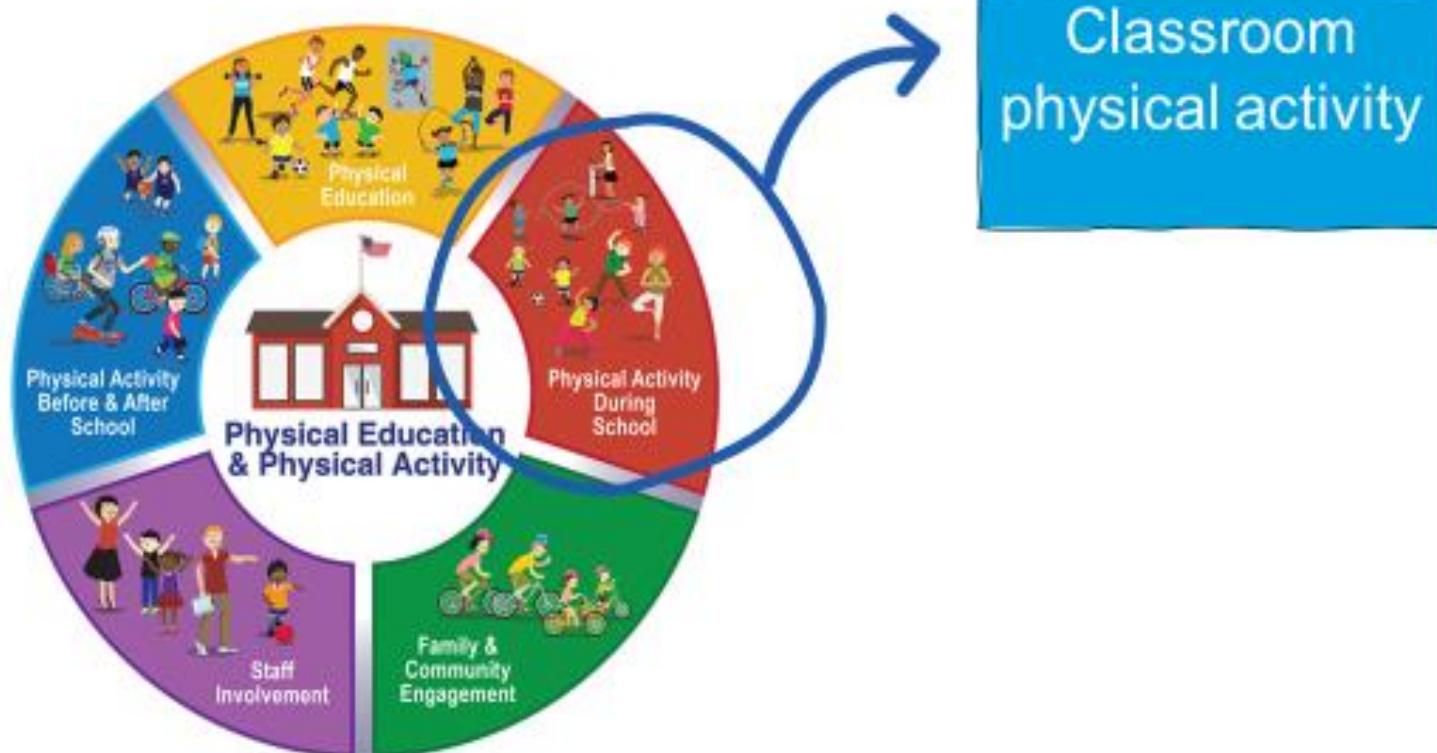 Classroom
physical activity
Physical
Education
Physical Activity
Before & After
School
Physical Activity
During
School
Physical Education
& Physical Activity
Staff
Involvement
Family &
Community
Engagement